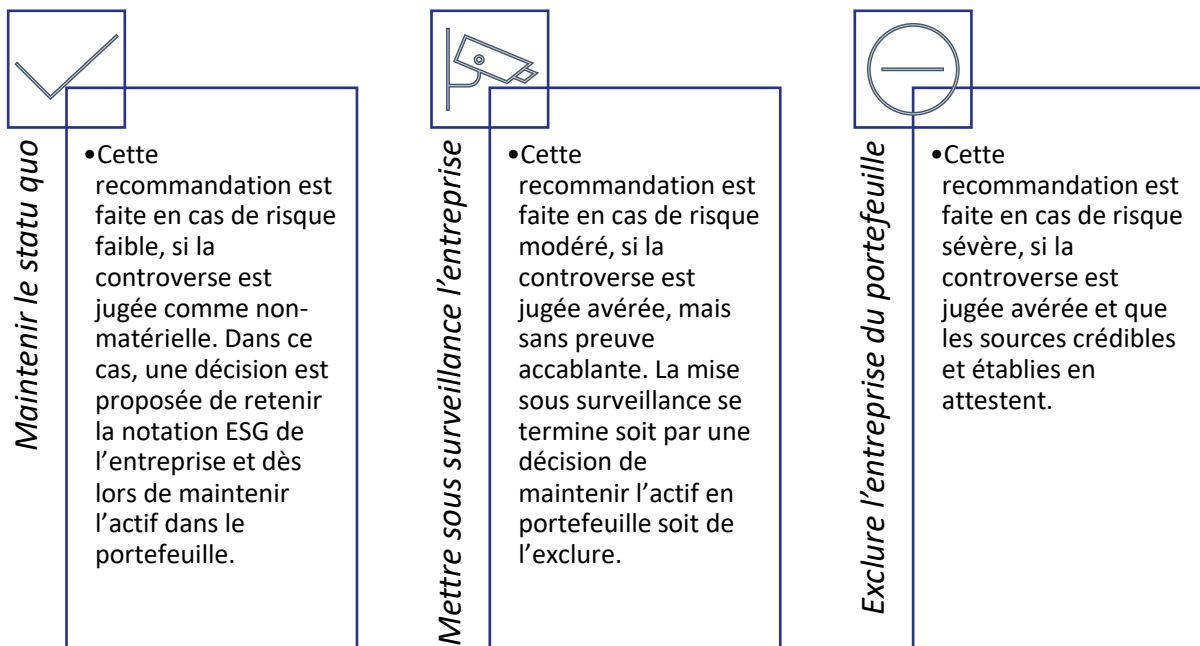 Maintenir le statu quo
•Cette
recommandation est
faite en cas de risque
faible, si la
controverse est
jugée comme non-
matérielle. Dans ce
cas, une décision est
proposée de retenir
la notation ESG de
l’entreprise et dès
lors de maintenir
l’actif dans le
portefeuille.
Mettre sous surveillance l’entreprise
•Cette
recommandation est
faite en cas de risque
modéré, si la
controverse est
jugée avérée, mais
sans preuve
accablante. La mise
sous surveillance se
termine soit par une
décision de
maintenir l’actif en
portefeuille soit de
l’exclure.
Exclure l’entreprise du portefeuille
•Cette
recommandation est
faite en cas de risque
sévère, si la
controverse est
jugée avérée et que
les sources crédibles
et établies en
attestent.